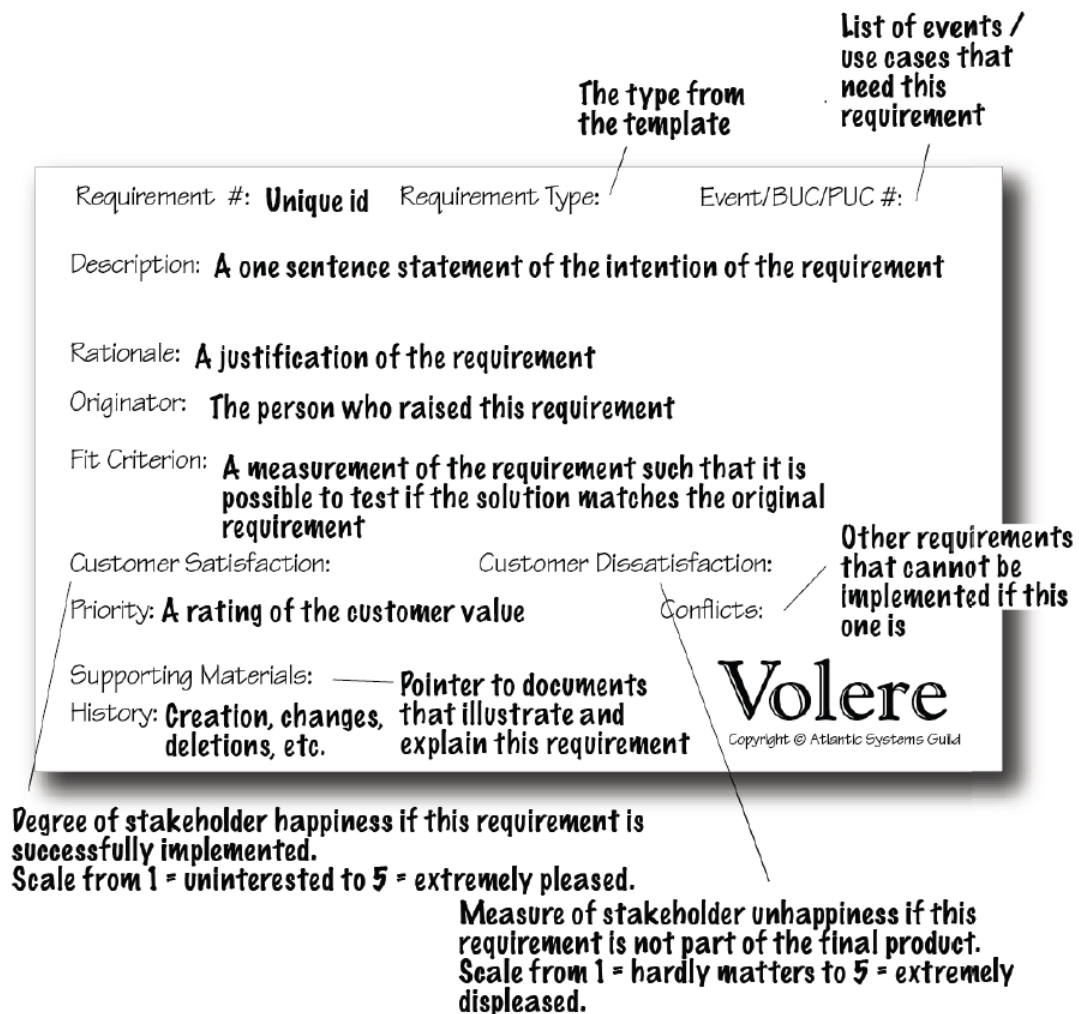 List of events /
use cases that
need this
requirement
The type from
the template
Requirement #: Unique id Requirement Type: Event/BUC/PUC #:
Description: A one sentence statement of the intention of the requirement
Rationale: A justification of the requirement
Originator: The person who raised this requirement
Fit Criterion: A measurement of the requirement such that it is
possible to test if the solution matches the original
requirement
Other requirements
that cannot be
implemented if this
one is
Customer Satisfaction: Customer Dissatisfaction:
Priority: A rating of the customer value Conflicts:
Supporting Materials: Pointer to documents
that illustrate and
explain this requirement
History: Creation, changes,
deletions, etc.
Volere
Copyright © Atlantic Systems Guild
Degree of stakeholder happiness if this requirement is
successfully implemented.
Scale from 1 = uninterested to 5 = extremely pleased.
Measure of stakeholder unhappiness if this
requirement is not part of the final product.
Scale from 1 = hardly matters to 5 = extremely
displeased.